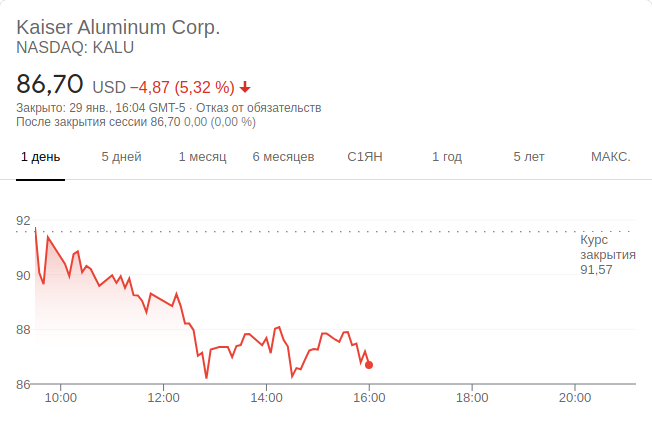 Kaiser Aluminum Corp.
NASDAQ: KALU
86,70 USD −4,87 (5,32 %)
Закрыто: 29 янв., 16:04 GMT-5 · Отказ от обязательств
После закрытия сессии 86,70 0,00 (0,00 %)
1 день 5 дней 1 месяц 6 месяцев С1ЯН 1 год 5 лет МАКС.
92
Курс
закрытия
91,57
90
88
86
10:00 12:00 14:00 16:00 18:00 20:00